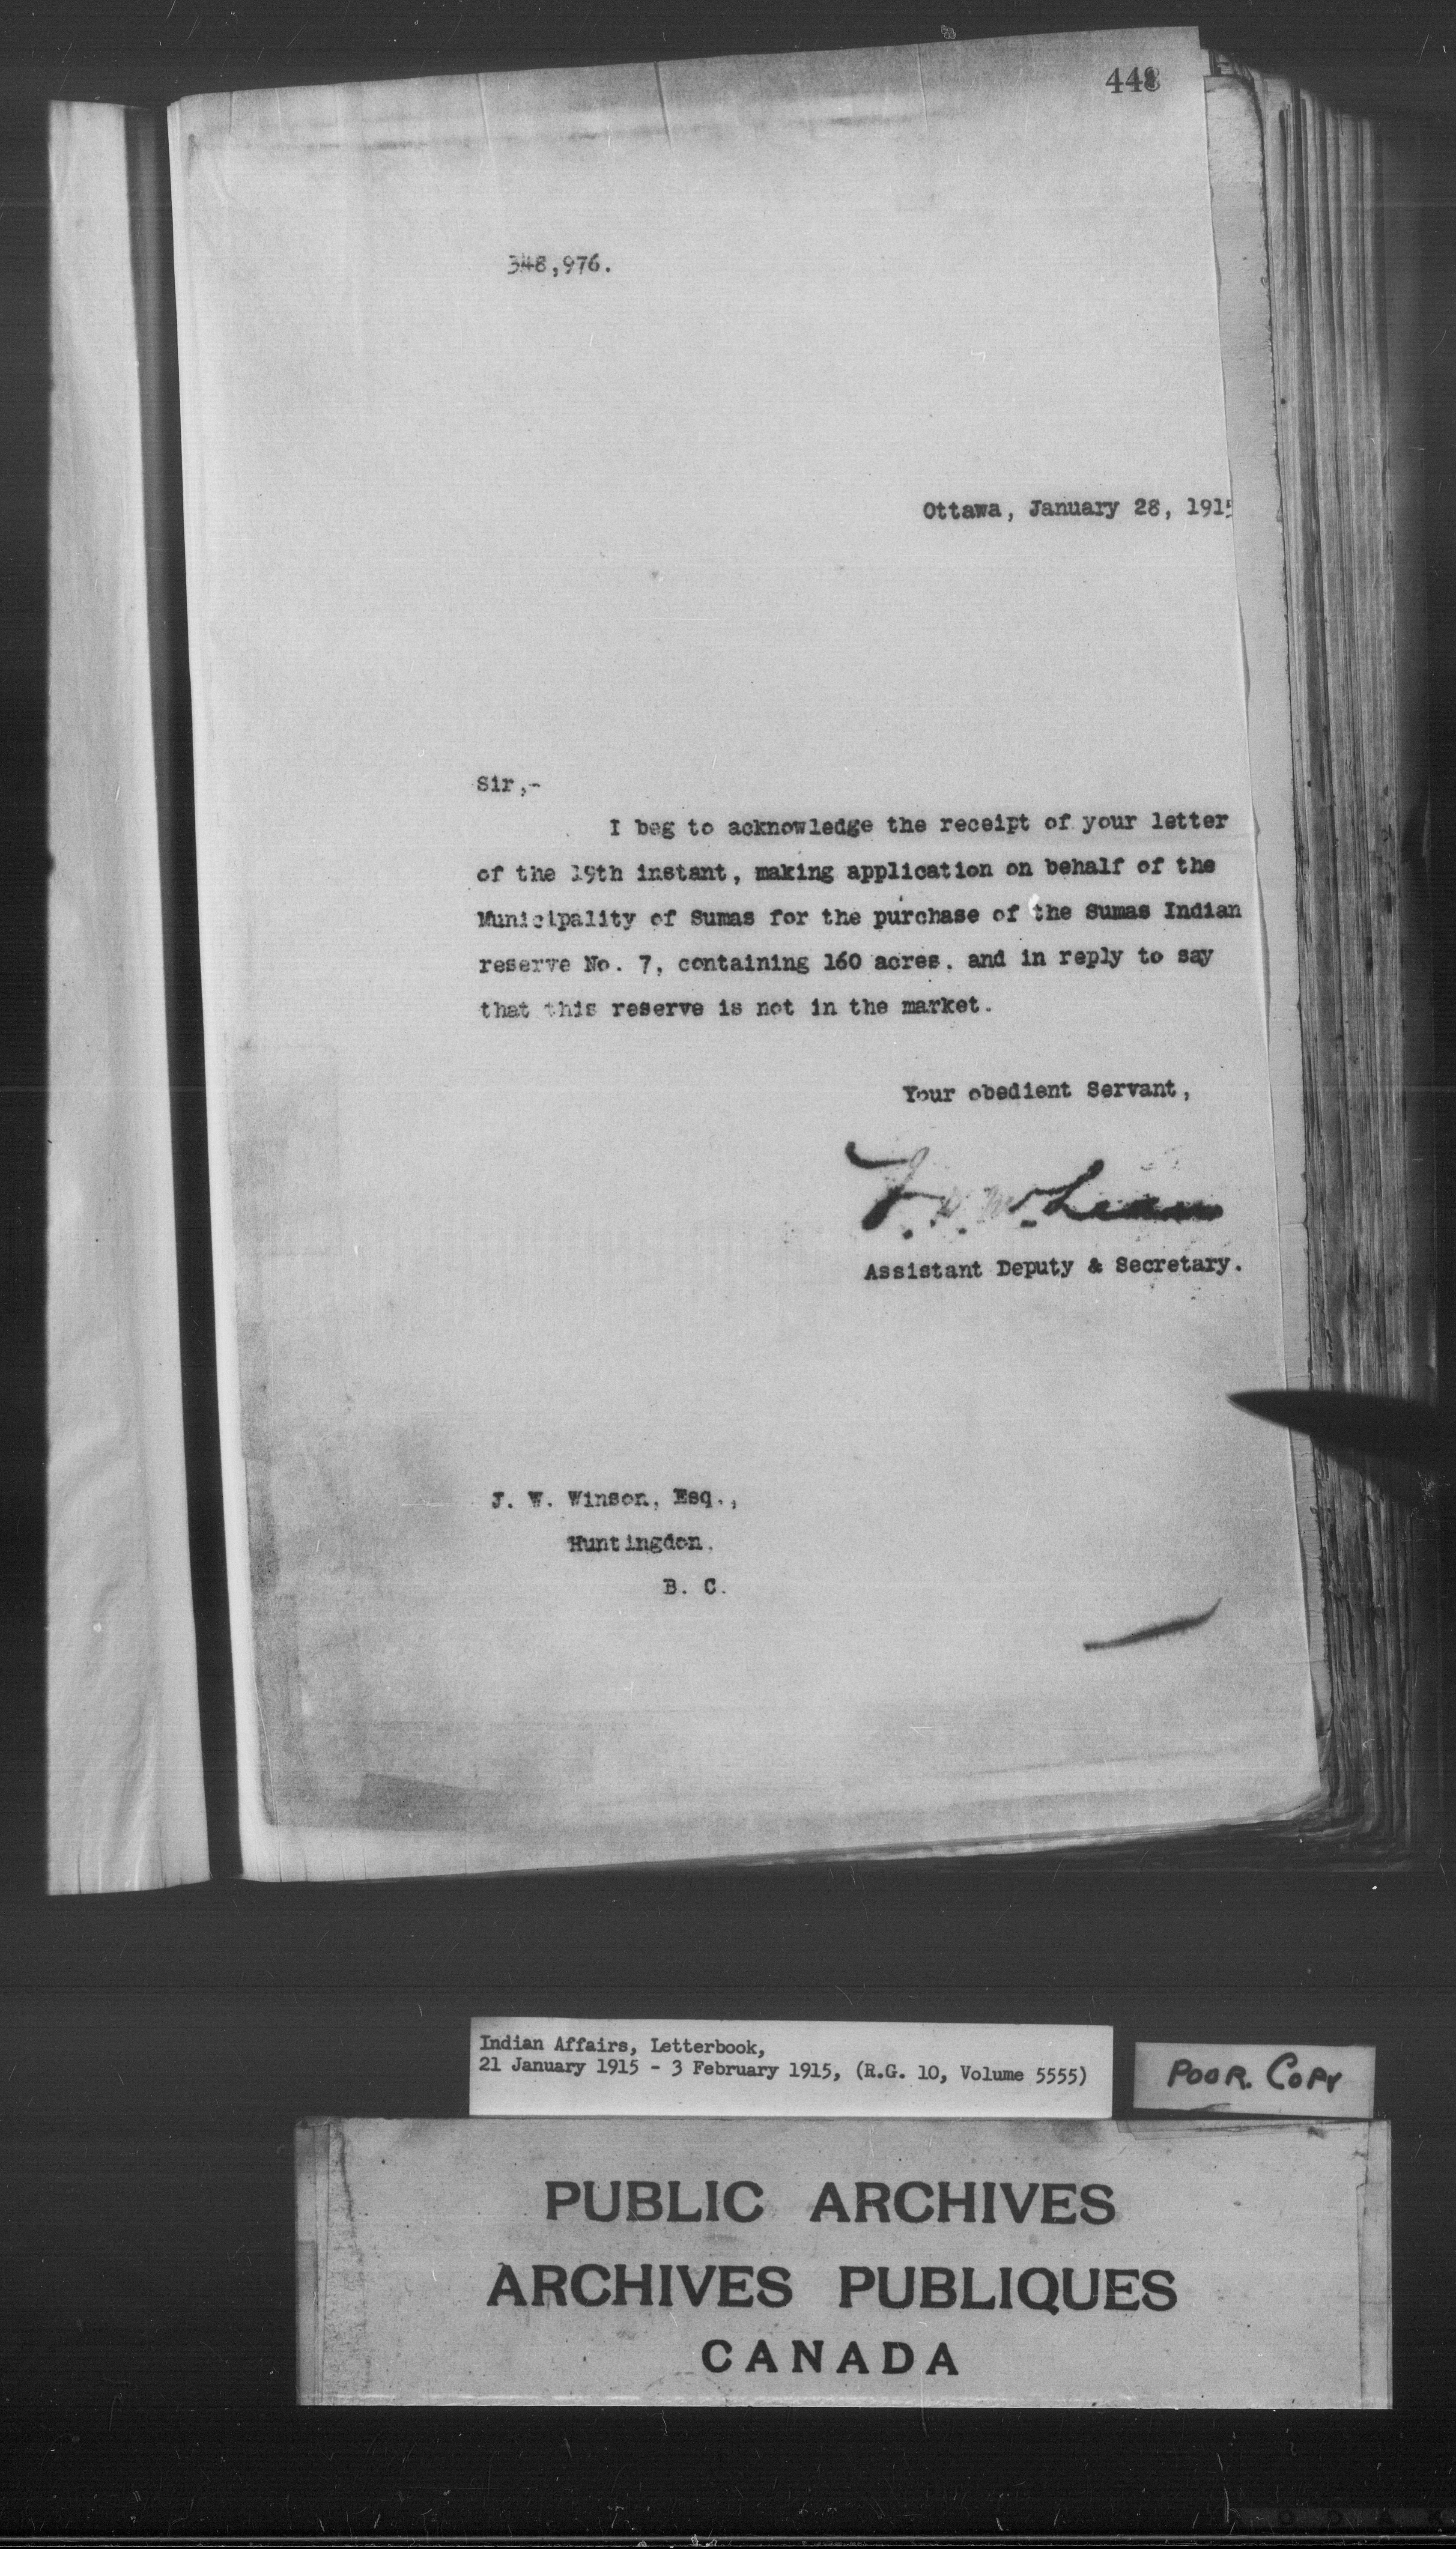 448
348,976.
Ottawa, January 28, 1915
Sir,-
I beg to acknowledge the receipt of your letter
of the 19th instant, making application on behalf of the
Municipality of Sumas for the purchase of the Sumas Indian
reserve No. 7, containing 160 acres, and in reply to say
that this reserve is not in the market.
Your obedient Servant,
J. D. McLean
Assistant Deputy & Secretary.
J. W. Winson, Esq.,
Huntingdon,
B. C.
Indian Affairs, Letterbook,
21 January 1915 - 3 February 1915, (R.G. 10, Volume 5555)
POOR. COPY
PUBLIC ARCHIVES
ARCHIVES PUBLIQUES
CANADA